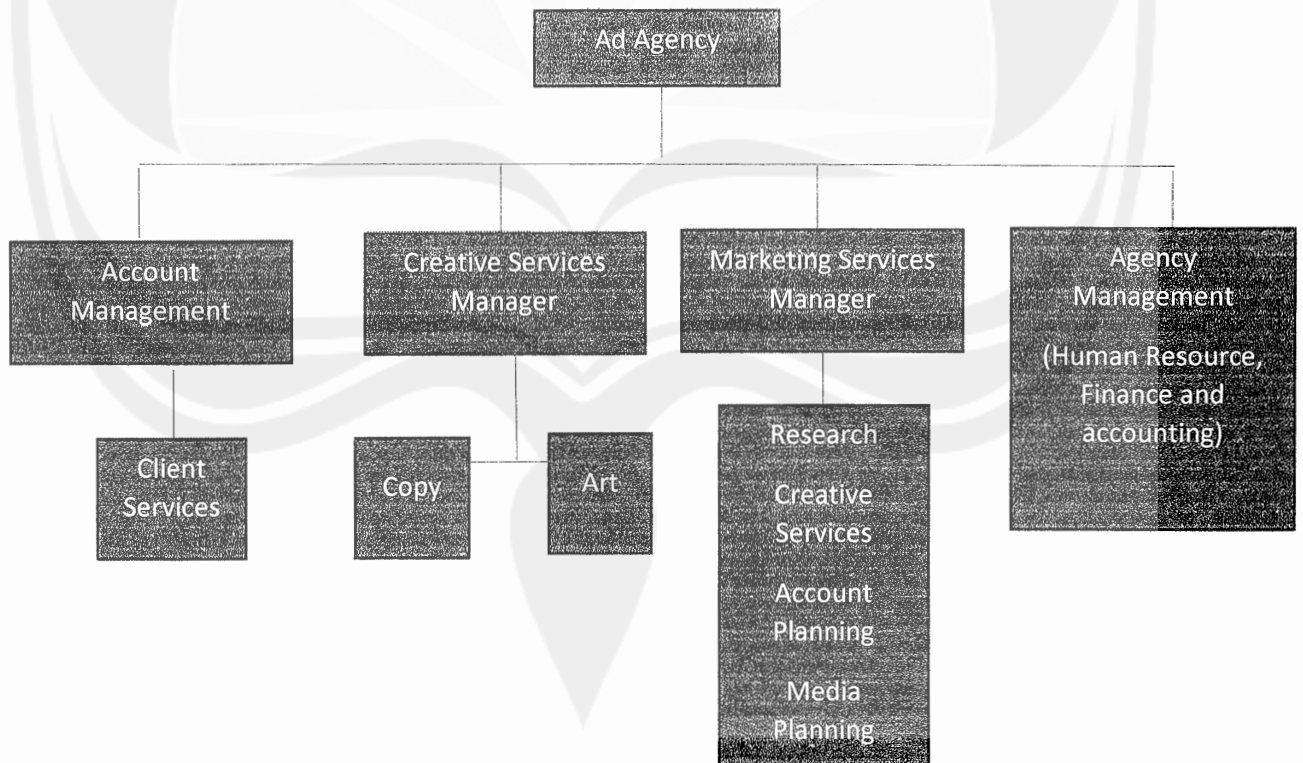 Ad Agency
Account
Management
Creative Services
Manager
Marketing Services
Manager
Agency
Management
(Human Resource,
Finance and
accounting)
Client
Services
Copy
Art
Research
Creative
Services
Account
Planning
Media
Planning